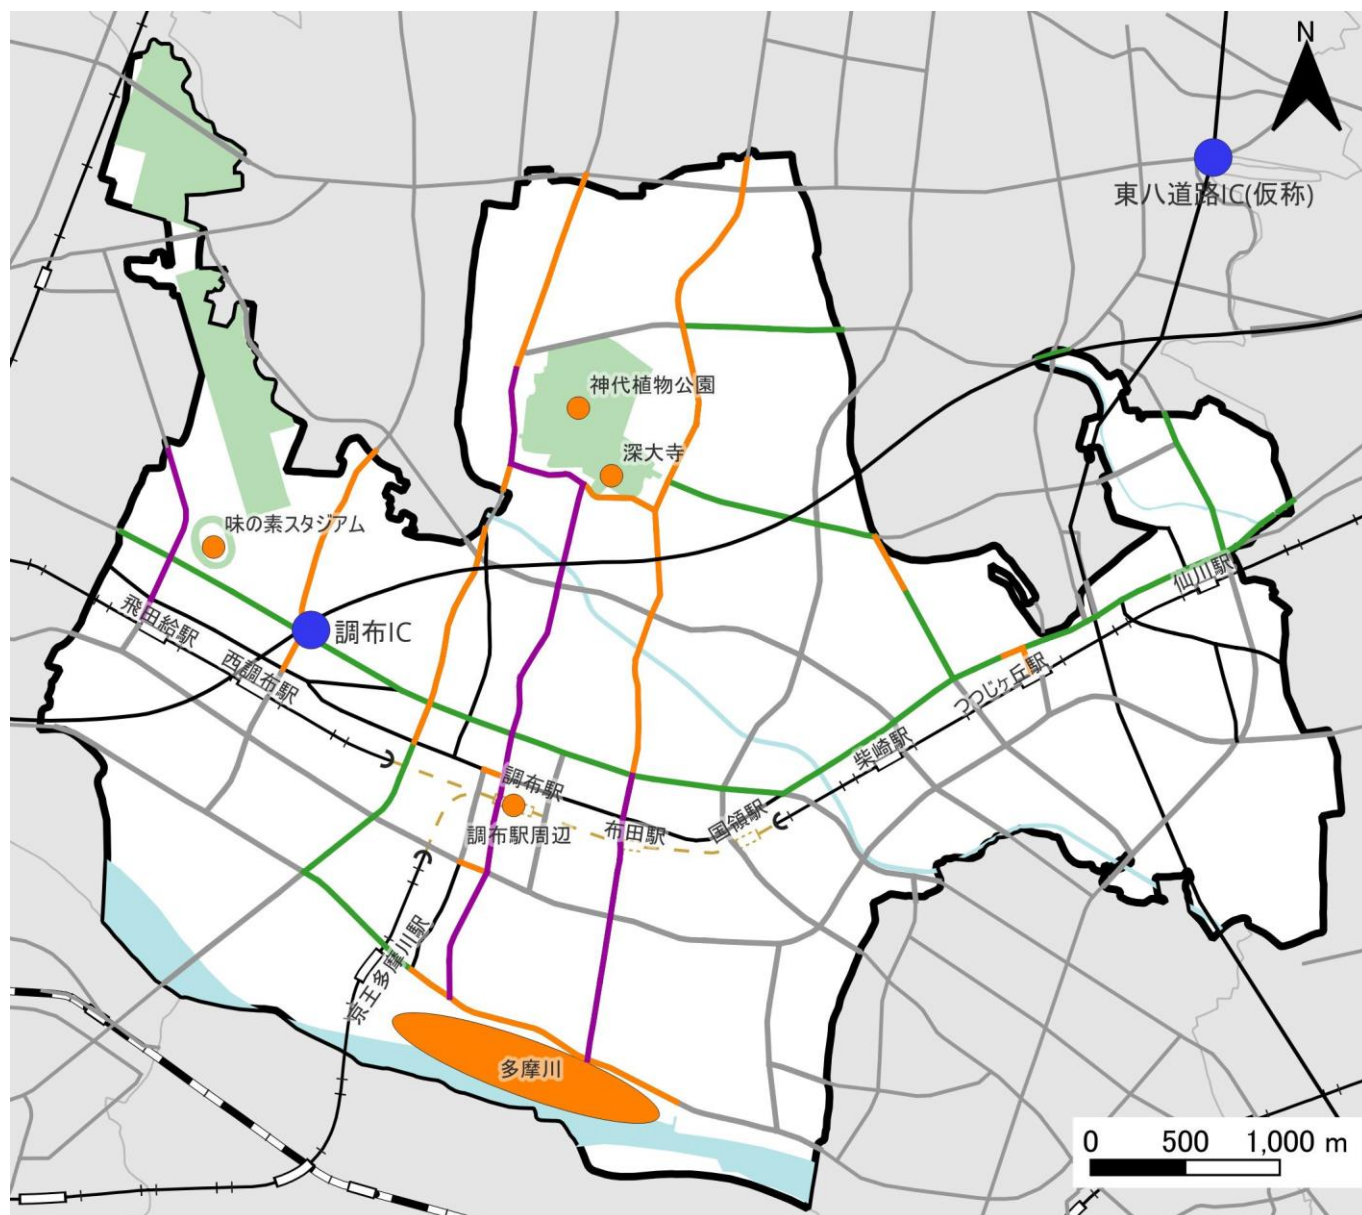 N
東八道路IC(仮称)
神代植物公園
深大寺
味の素スタジアム
飛田給駅
調布IC
西調布駅
仙川駅
つつじヶ丘駅
柴崎駅
調布駅
国領駅
布田駅
調布駅周辺
京王多摩川駅
多摩川
0 500 1,000 m